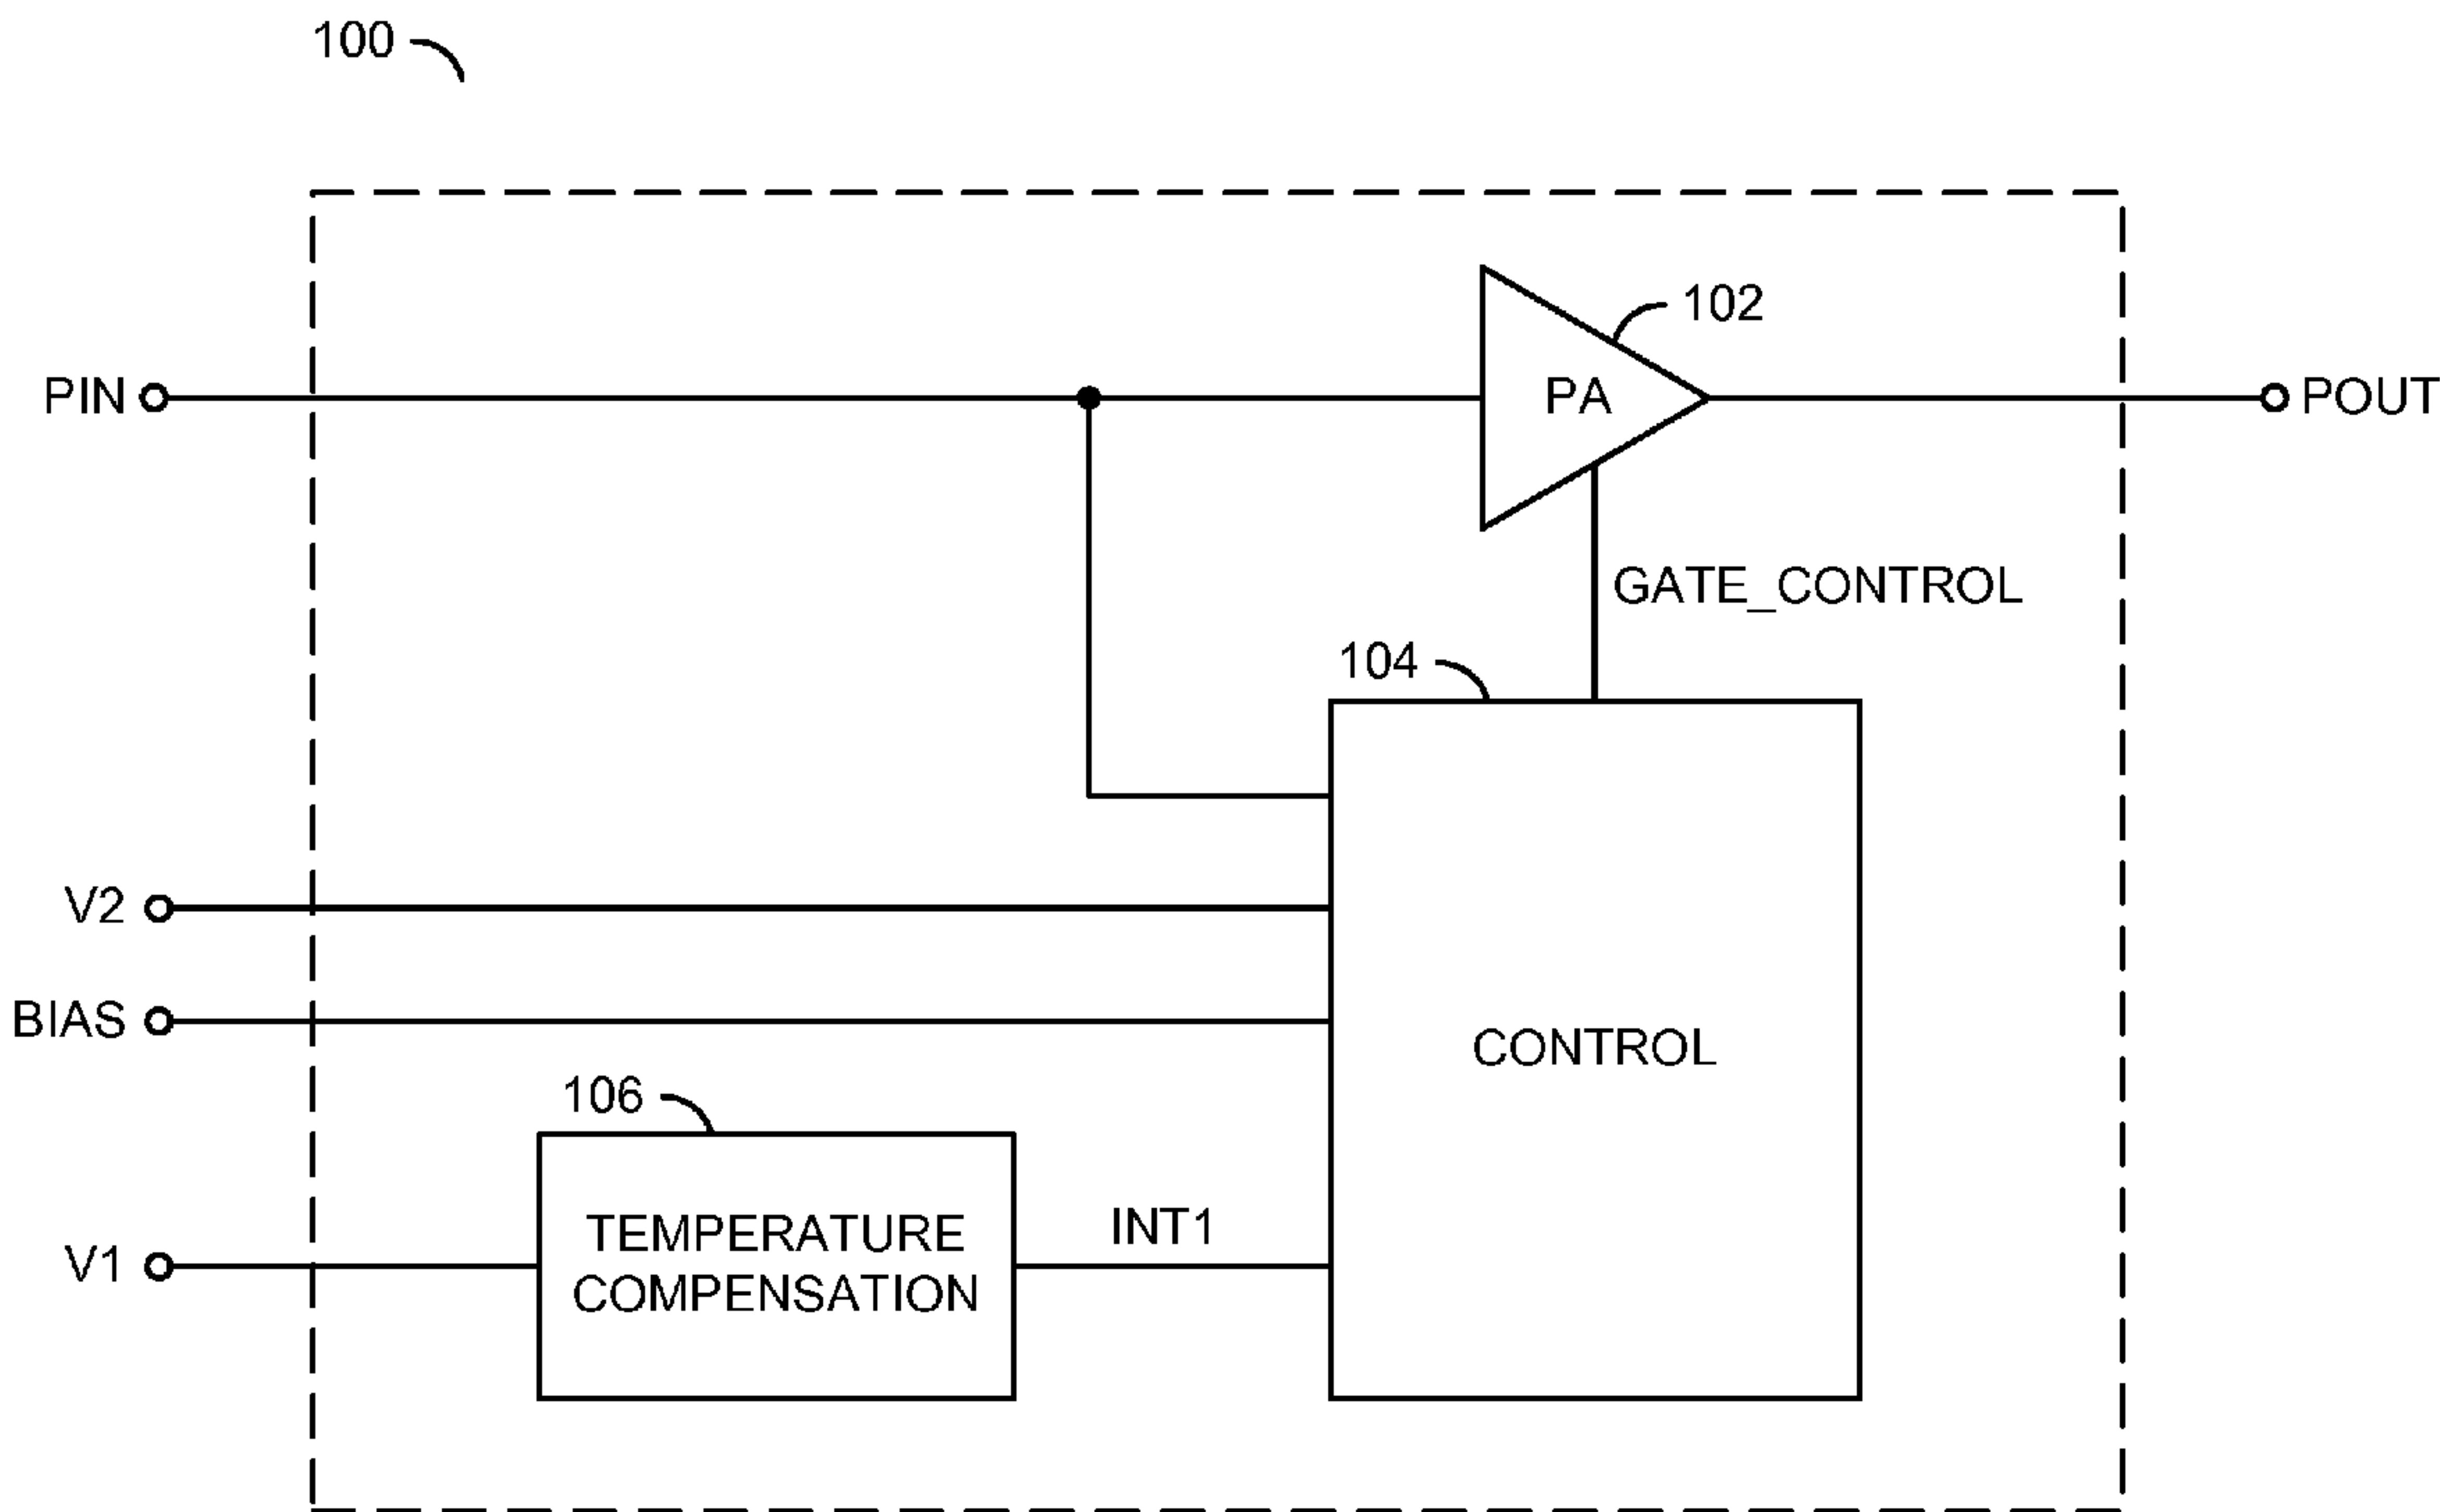 100
102
PIN
PA
POUT
GATE_CONTROL
104
V2
BIAS
CONTROL
106
TEMPERATURE
COMPENSATION
INT1
V1